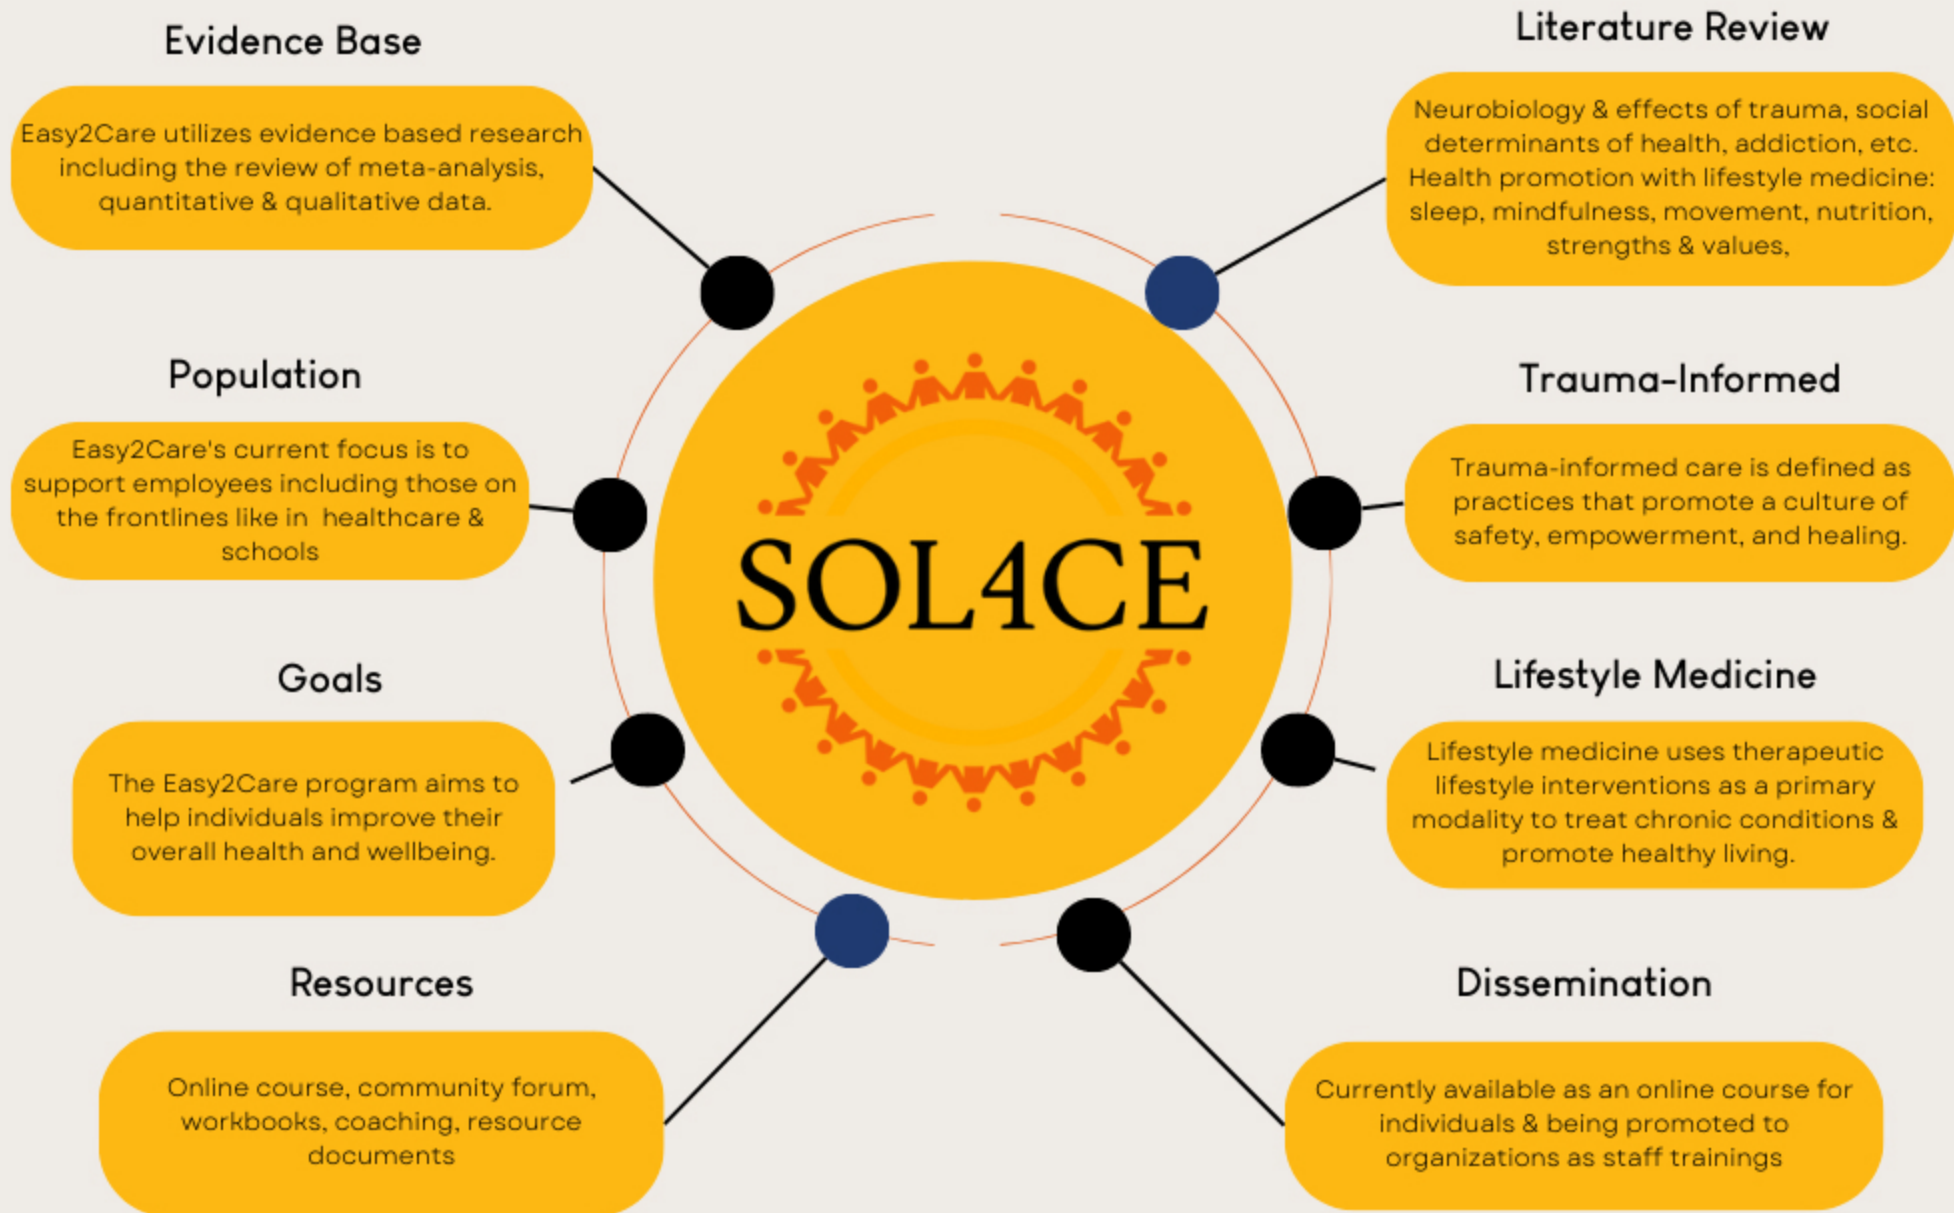 Evidence Base
Easy2Care utilizes evidence based research
including the review of meta-analysis,
quantitative & qualitative data.
Population
Easy2Care's current focus is to
support employees including those on
the frontlines like in healthcare &
schools
Goals
The Easy2Care program aims to
help individuals improve their
overall health and wellbeing.
Resources
Online course, community forum,
workbooks, coaching, resource
documents
SOL4CE
Literature Review
Neurobiology & effects of trauma, social
determinants of health, addiction, etc.
Health promotion with lifestyle medicine:
sleep, mindfulness, movement, nutrition,
strengths & values,
Trauma-Informed
Trauma-informed care is defined as
practices that promote a culture of
safety, empowerment, and healing.
Lifestyle Medicine
Lifestyle medicine uses therapeutic
lifestyle interventions as a primary
modality to treat chronic conditions &
promote healthy living.
Dissemination
Currently available as an online course for
individuals & being promoted to
organizations as staff trainings